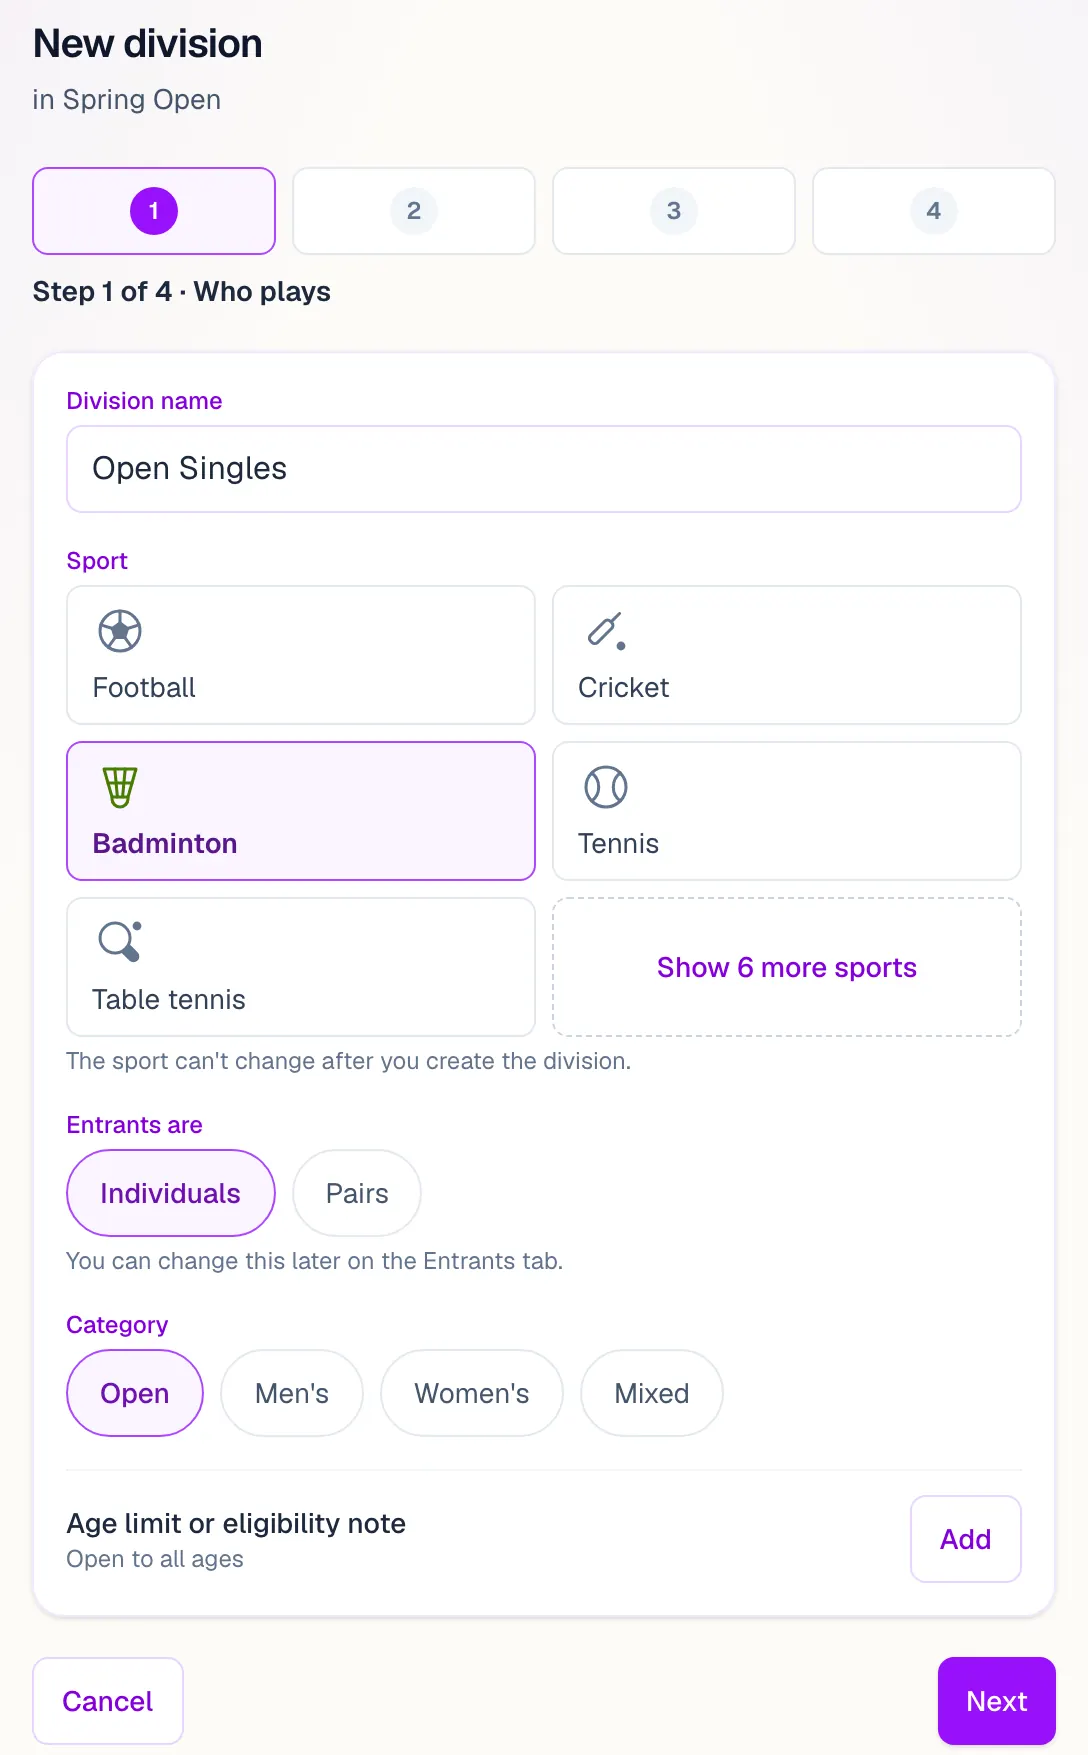 New division
in Spring Open
1
2
3
4
Step 1 of 4 · Who plays
Division name
Open Singles
Sport
Football
Cricket
Badminton
Tennis
Table tennis
Show 6 more sports
The sport can't change after you create the division.
Entrants are
Individuals
Pairs
You can change this later on the Entrants tab.
Category
Open
Men's
Women's
Mixed
Age limit or eligibility note
Open to all ages
Add
Cancel
Next